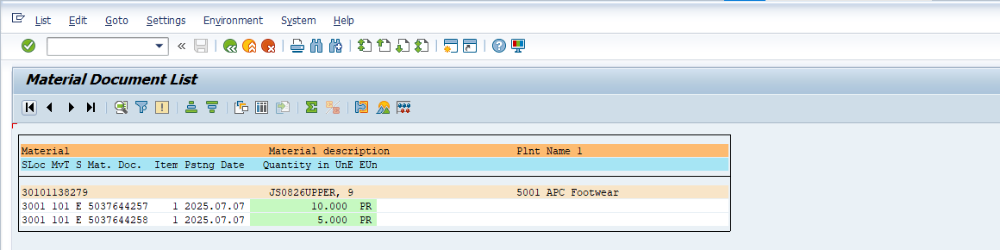 List Edit Goto Settings Environment System Help
Material Document List
Material Material description Plnt Name 1
SLoc MvT S Mat. Doc. Item Pstng Date Quantity in UnE EUn
30101138279 JS0826UPPER, 9 5001 APC Footwear
3001 101 E 5037644257 1 2025.07.07 10.000 PR
3001 101 E 5037644258 1 2025.07.07 5.000 PR